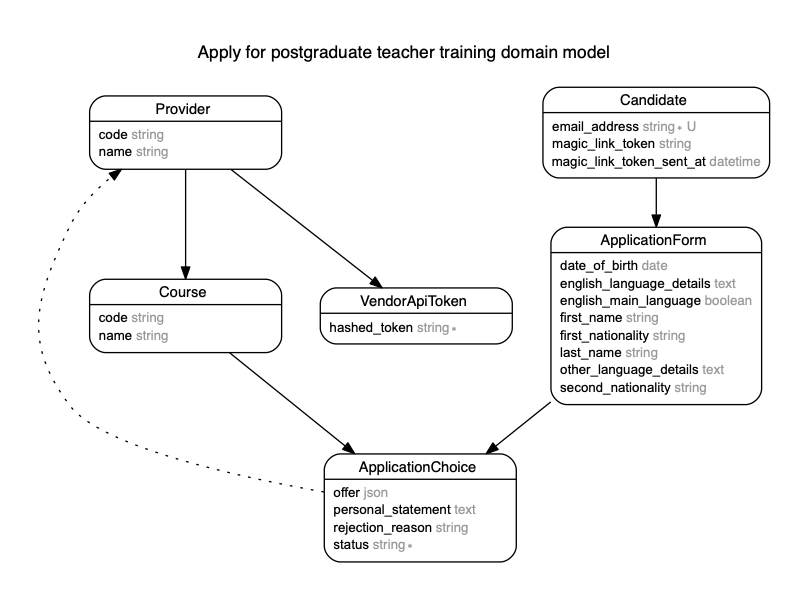 Apply for postgraduate teacher training domain model
Provider
code string
name string
Candidate
email_address string∗ U
magic_link_token string
magic_link_token_sent_at datetime
ApplicationForm
date_of_birth date
english_language_details text
english_main_language boolean
first_name string
first_nationality string
last_name string
other_language_details text
second_nationality string
Course
code string
name string
VendorApiToken
hashed_token string∗
ApplicationChoice
offer json
personal_statement text
rejection_reason string
status string∗